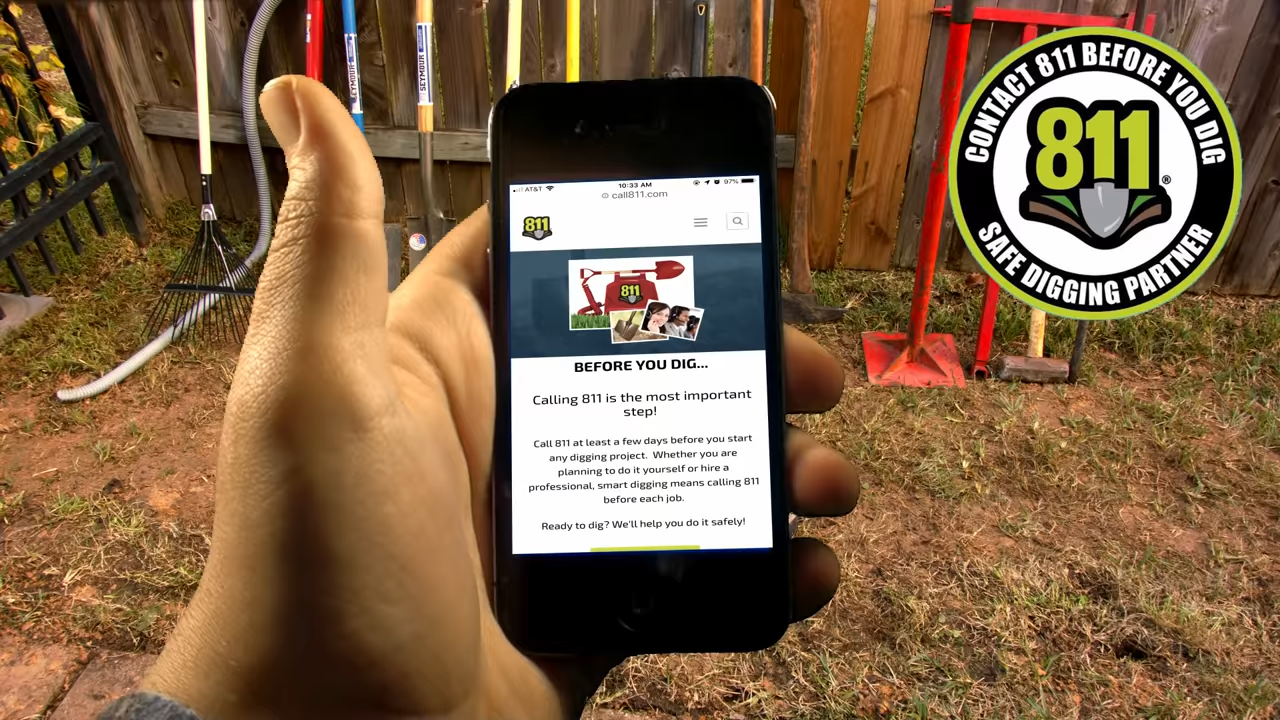 SEYMOUR
SEYMOUR
AT&T
10:33 AM
97%
call811.com
811
811
BEFORE YOU DIG...
Calling 811 is the most important
step!
Call 811 at least a few days before you start
any digging project. Whether you are
planning to do it yourself or hire a
professional, smart digging means calling 811
before each job.
Ready to dig? We'll help you do it safely!
CONTACT 811 BEFORE YOU DIG
811
®
SAFE DIGGING PARTNER